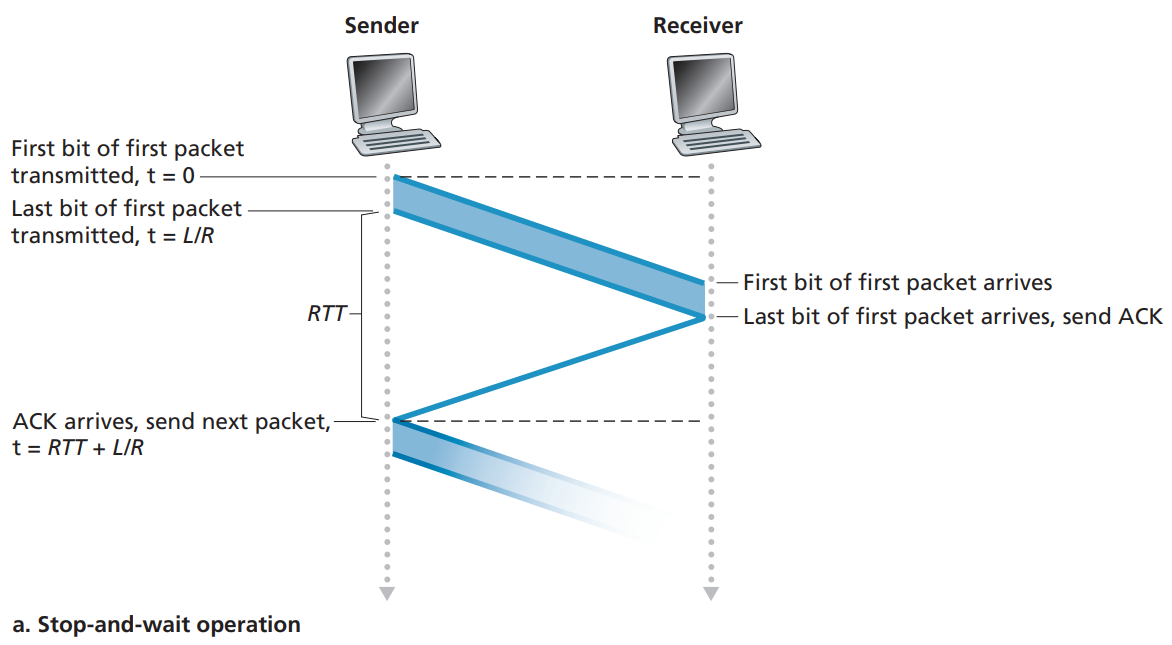 Sender
Receiver
First bit of first packet
transmitted, t = 0
Last bit of first packet
transmitted, t = L/R
First bit of first packet arrives
Last bit of first packet arrives, send ACK
RTT
ACK arrives, send next packet,
t = RTT + L/R
a. Stop-and-wait operation